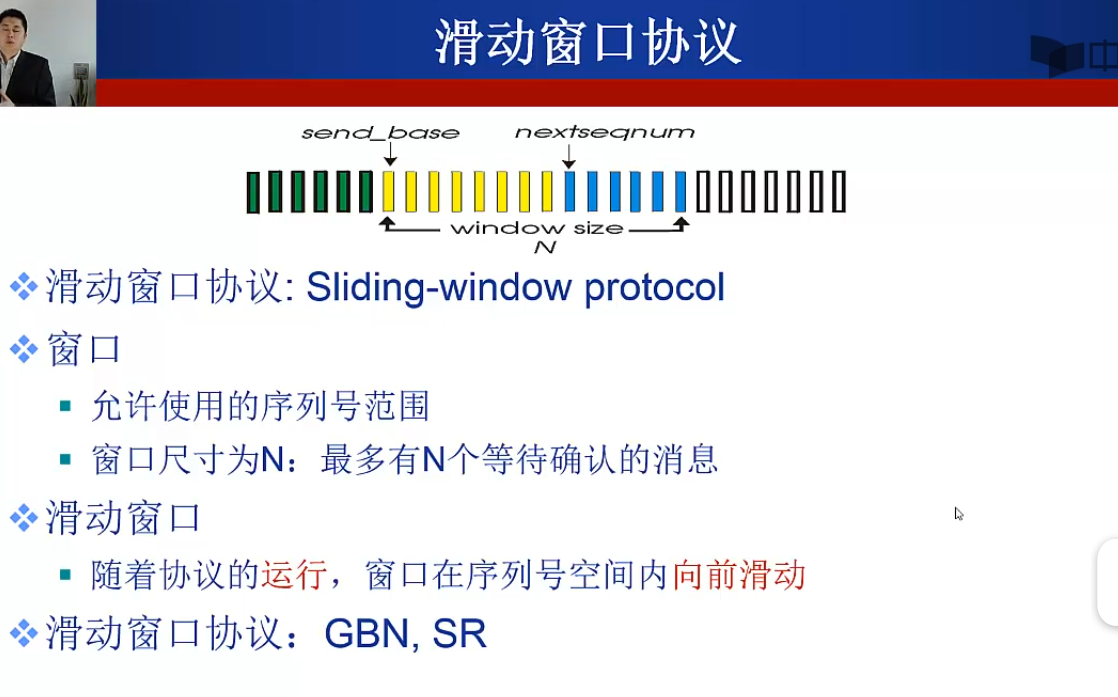 滑动窗口协议
中
send_base nextseqnum
window size
N
滑动窗口协议: Sliding-window protocol
窗口
允许使用的序列号范围
窗口尺寸为N：最多有N个等待确认的消息
滑动窗口
随着协议的运行，窗口在序列号空间内向前滑动
滑动窗口协议：GBN, SR